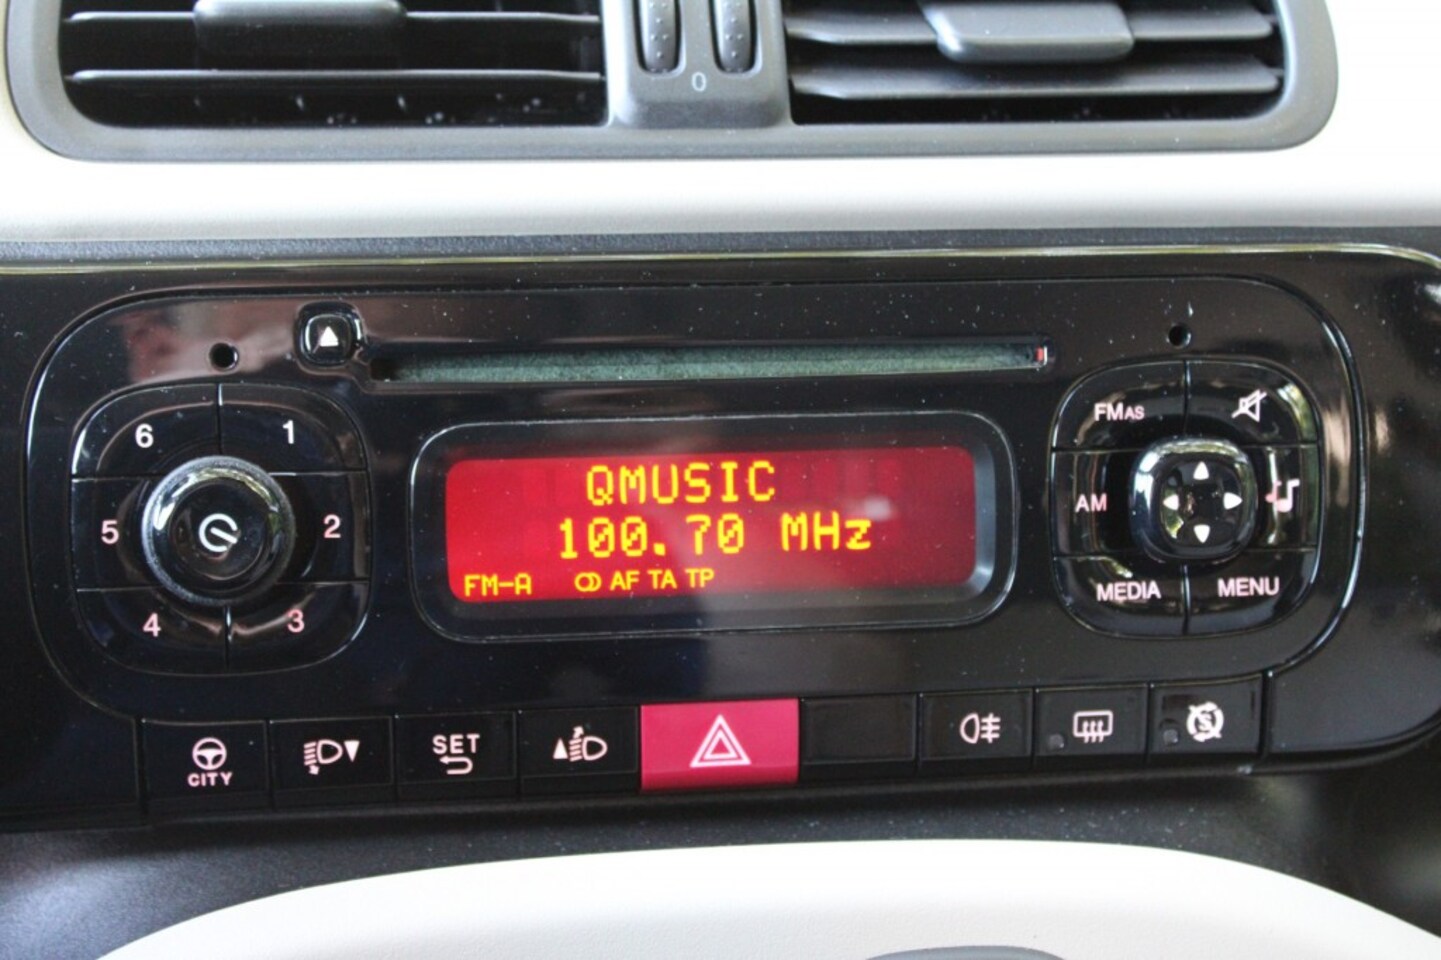 0
6 1
5 2
4 3
QMUSIC
100.70 MHz
FM-A AF TA TP
FMAS
AM
MEDIA MENU
CITY
SET
S